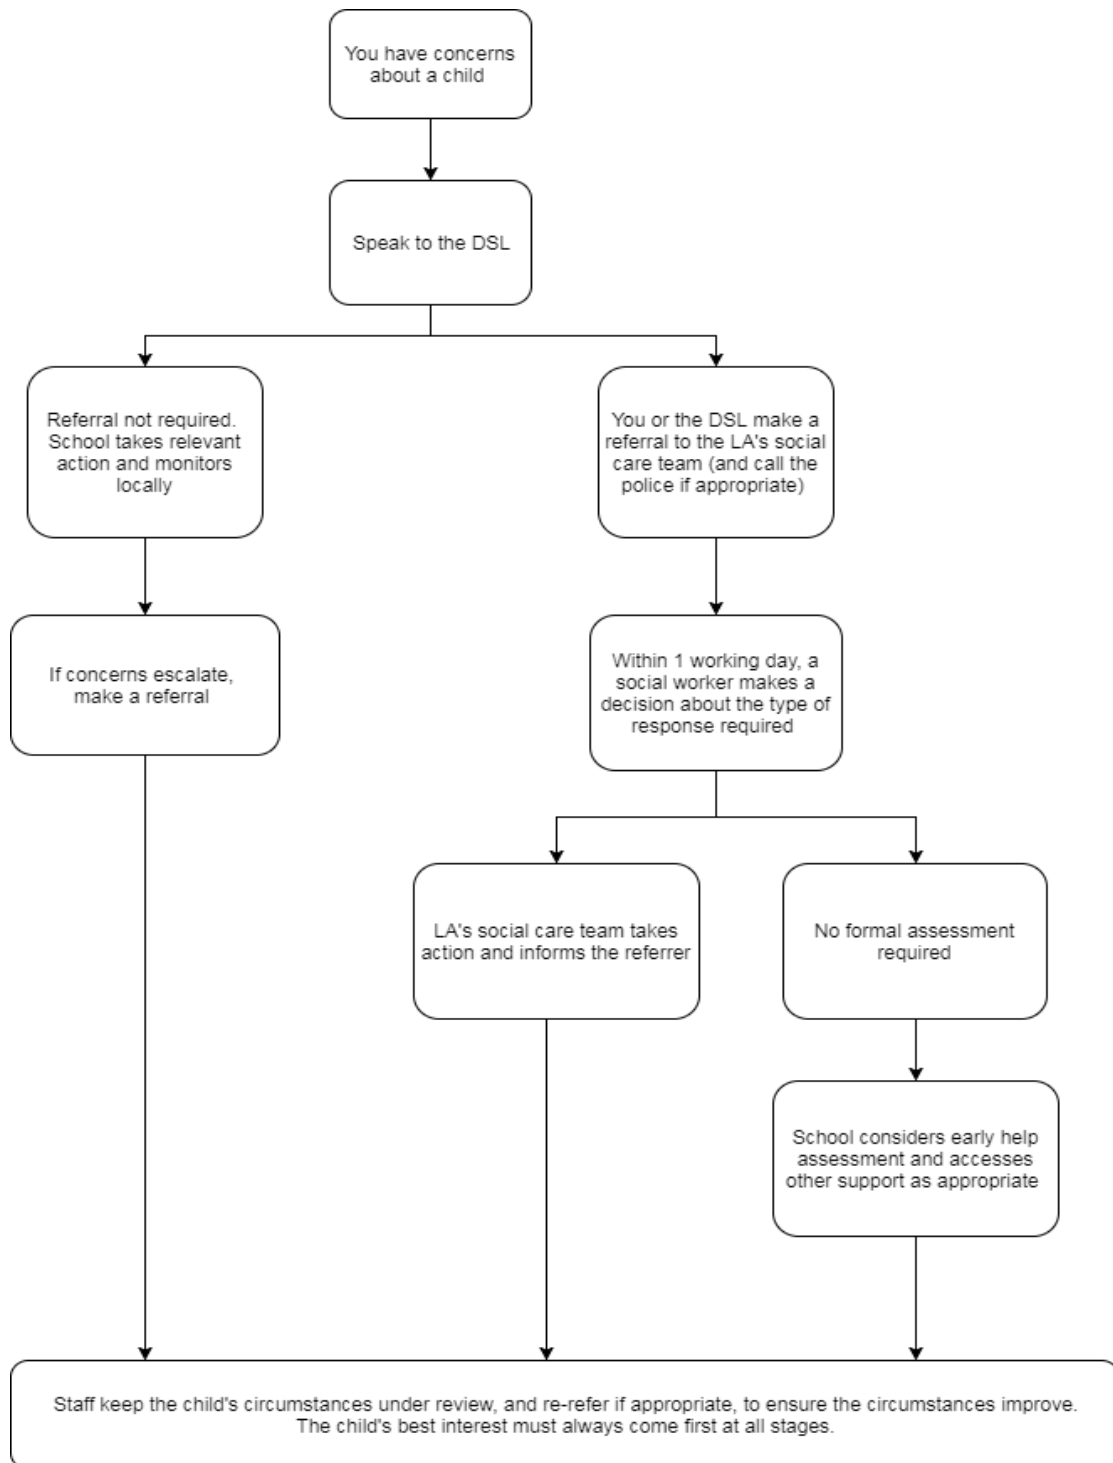 You have concerns
about a child
Speak to the DSL
Referral not required.
School takes relevant
action and monitors
locally
You or the DSL make a
referral to the LA's social
care team (and call the
police if appropriate)
If concerns escalate,
make a referral
Within 1 working day, a
social worker makes a
decision about the type of
response required
LA's social care team takes
action and informs the referrer
No formal assessment
required
School considers early help
assessment and accesses
other support as appropriate
Staff keep the child's circumstances under review, and re-refer if appropriate, to ensure the circumstances improve.
The child's best interest must always come first at all stages.